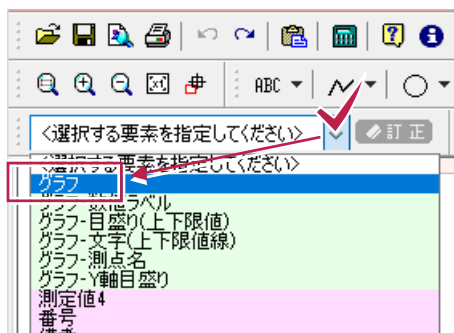 ABC
<選択する要素を指定してください>
訂正
<選択する要素を指定してください>
グラフ
グラフ-数値ラベル
グラフ-目盛り(上下限値)
グラフ-文字(上下限値線)
グラフ-測点名
グラフ-Y軸目盛り
測定値4
番号
備考